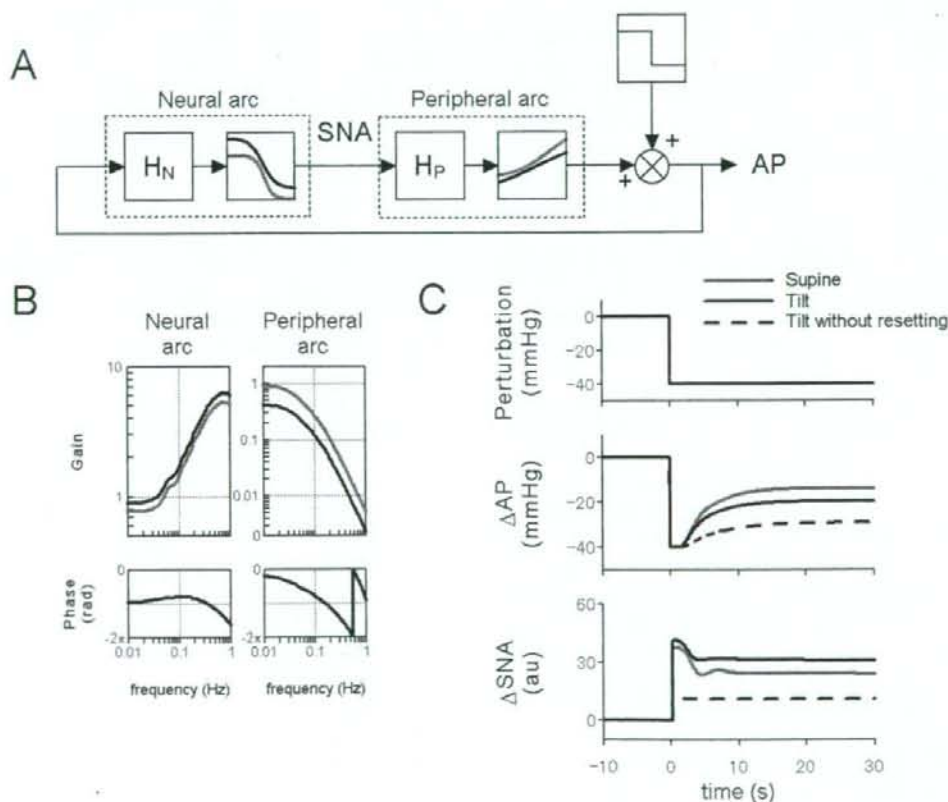 A
Neural arc
SNA
Peripheral arc
H_N
H_P
+
+
AP
B
Neural arc
Peripheral arc
Gain
10
1
1
0.1
0.01
0
Phase (rad)
0
0
0.01
0.1
1
0.01
0.1
1
frequency (Hz)
frequency (Hz)
C
Supine
Tilt
Tilt without resetting
Perturbation (mmHg)
0
−20
−40
ΔAP (mmHg)
0
−20
−40
ΔSNA (au)
60
30
0
−10
0
10
20
30
time (s)